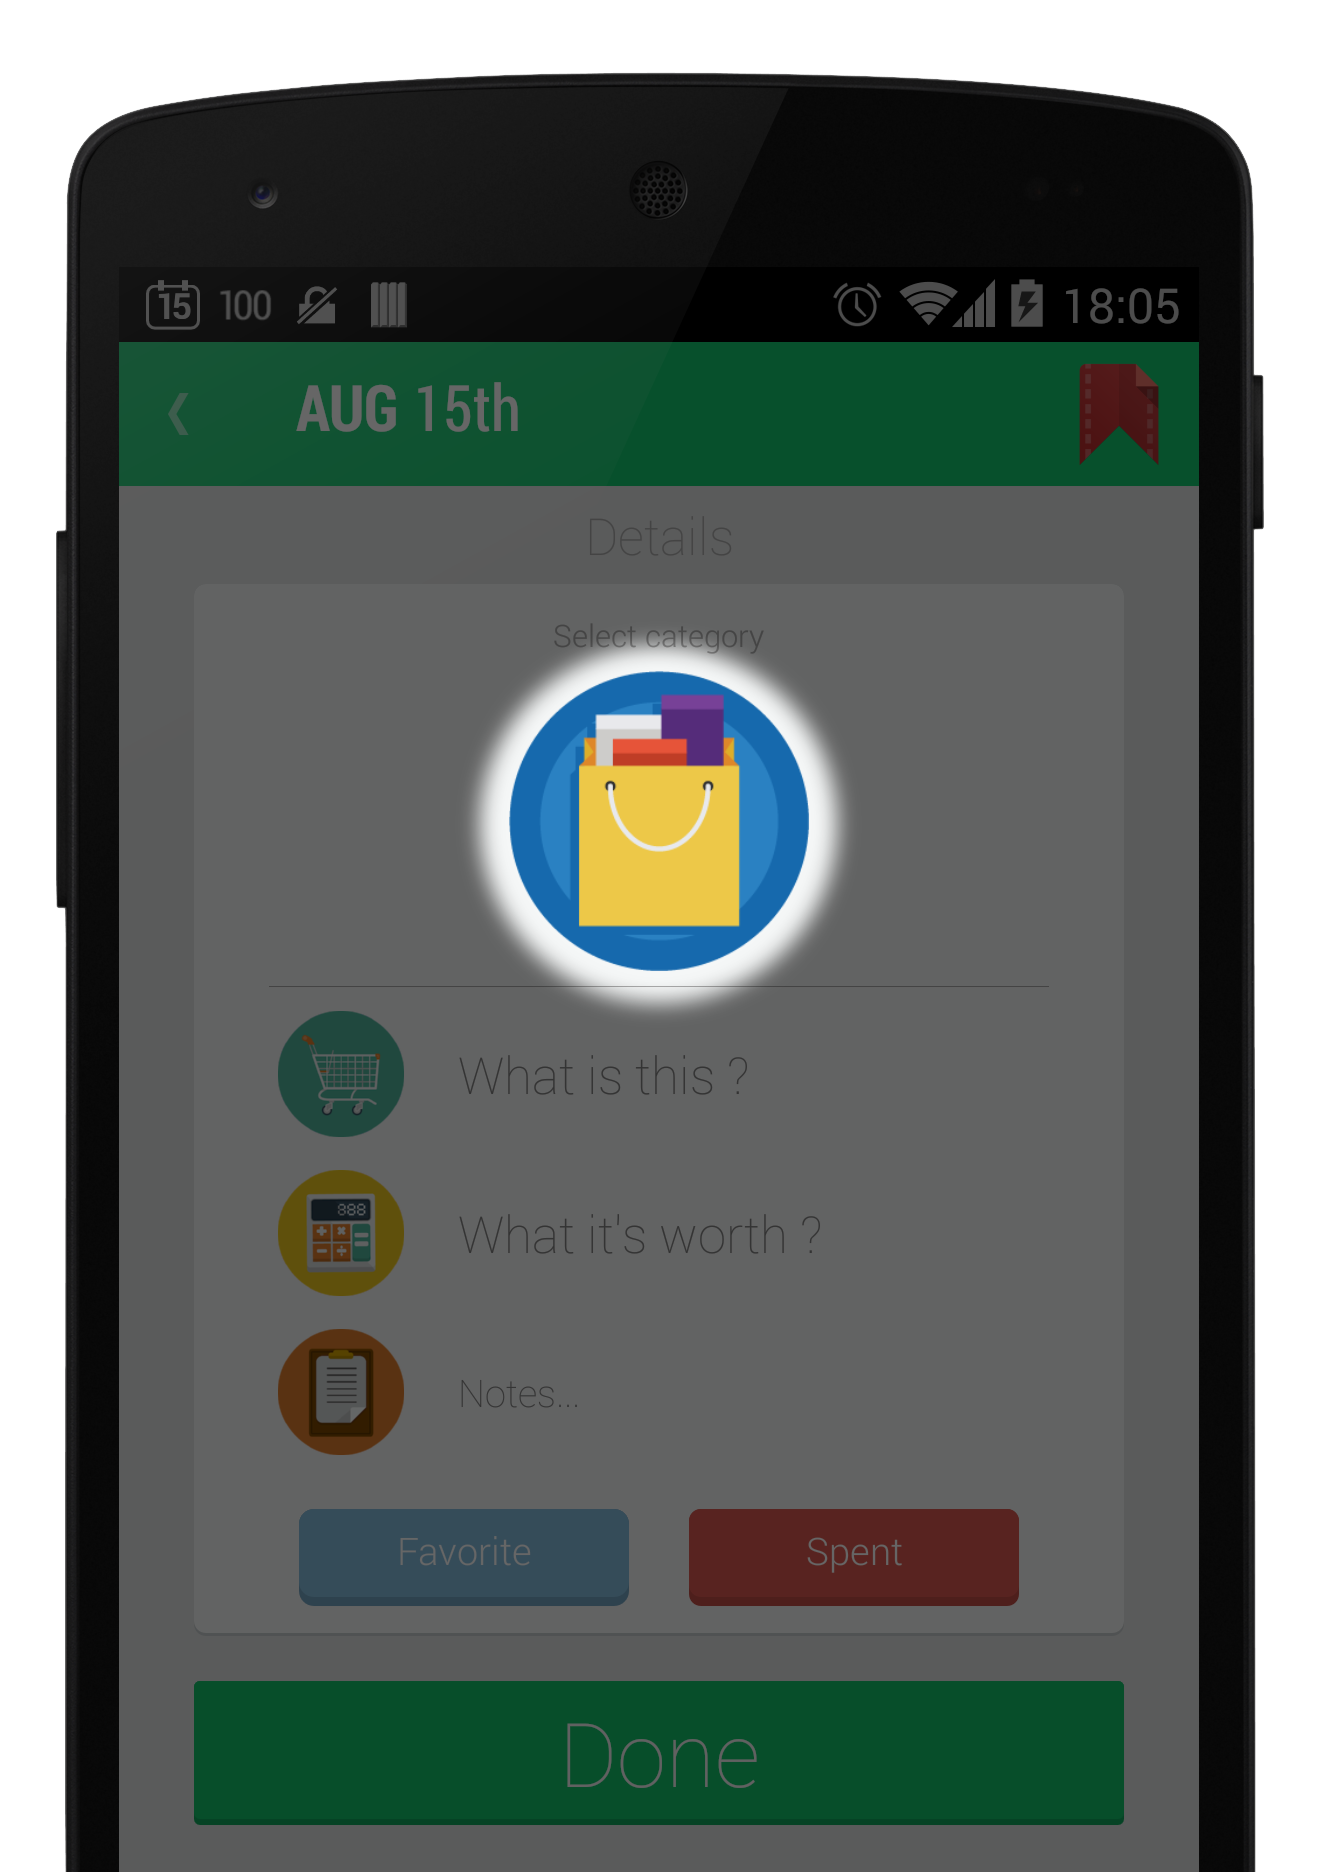 15 100 18:05
AUG 15th
Details
Select category
What is this ?
888
What it's worth ?
Notes...
Favorite Spent
Done